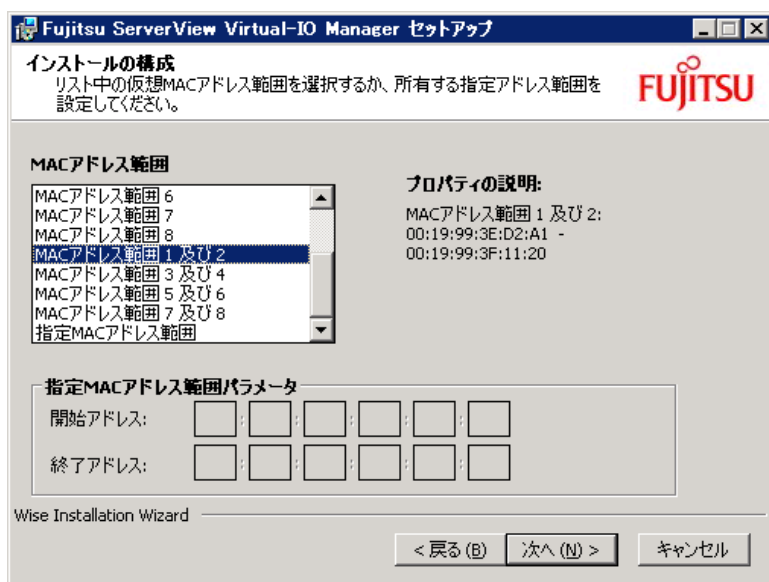 Fujitsu ServerView Virtual-IO Manager セットアップ
インストールの構成
リスト中の仮想MACアドレス範囲を選択するか、所有する指定アドレス範囲を
設定してください。
FUJITSU
MACアドレス範囲
MACアドレス範囲 6
MACアドレス範囲 7
MACアドレス範囲 8
MACアドレス範囲 1 及び 2
MACアドレス範囲 3 及び 4
MACアドレス範囲 5 及び 6
MACアドレス範囲 7 及び 8
指定MACアドレス範囲
プロパティの説明:
MACアドレス範囲 1 及び 2:
00:19:99:3E:D2:A1 -
00:19:99:3F:11:20
指定MACアドレス範囲パラメータ
開始アドレス: : : : : :
終了アドレス: : : : : :
Wise Installation Wizard
< 戻る(B)
次へ(N) >
キャンセル